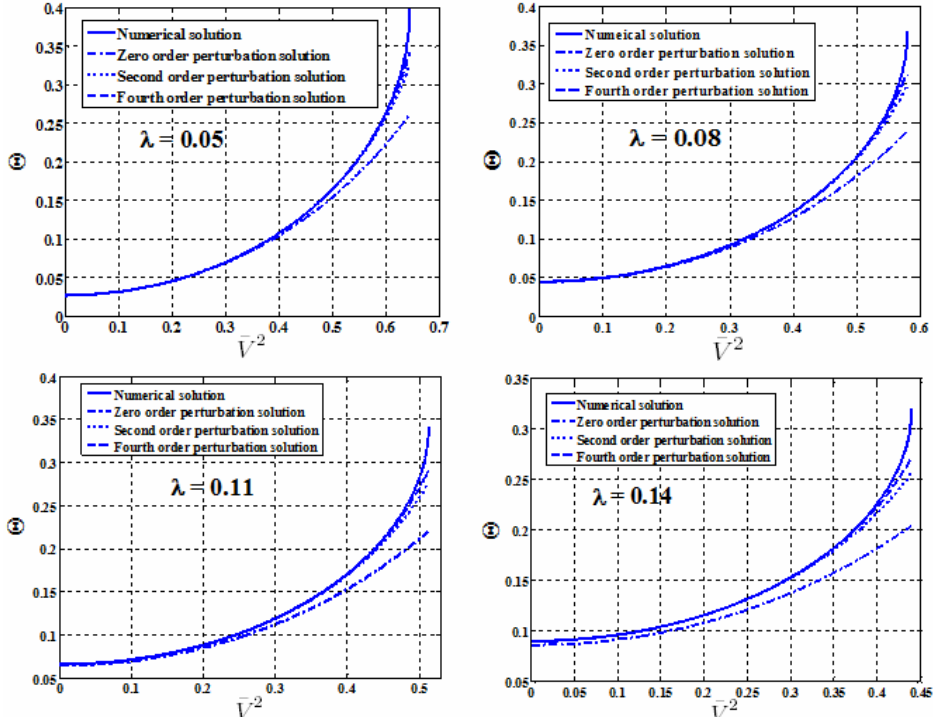 0.4
0.35
0.3
0.25
0.2
0.15
0.1
0.05
0
Θ
Numerical solution
Zero order perturbation solution
Second order perturbation solution
Fourth order perturbation solution
λ = 0.05
0 0.1 0.2 0.3 0.4 0.5 0.6 0.7
V̄²
0.4
0.35
0.3
0.25
0.2
0.15
0.1
0.05
0
Θ
Numeical solution
Zero order perturbation solution
Second order perturbation solution
Fourth order perturbation solution
λ = 0.08
0 0.1 0.2 0.3 0.4 0.5 0.6
V̄²
0.4
0.35
0.3
0.25
0.2
0.15
0.1
0.05
Θ
Numerical solution
Zero order perturbation solution
Second order perturbation solution
Fourth order perturbation solution
λ = 0.11
0 0.1 0.2 0.3 0.4 0.5
V̄²
0.35
0.3
0.25
0.2
0.15
0.1
0.05
Θ
Numerical solution
Zero order perturbation solution
Second order perturbation solution
Fourth order perturbation solution
λ = 0.14
0 0.05 0.1 0.15 0.2 0.25 0.3 0.35 0.4 0.45
V̄²